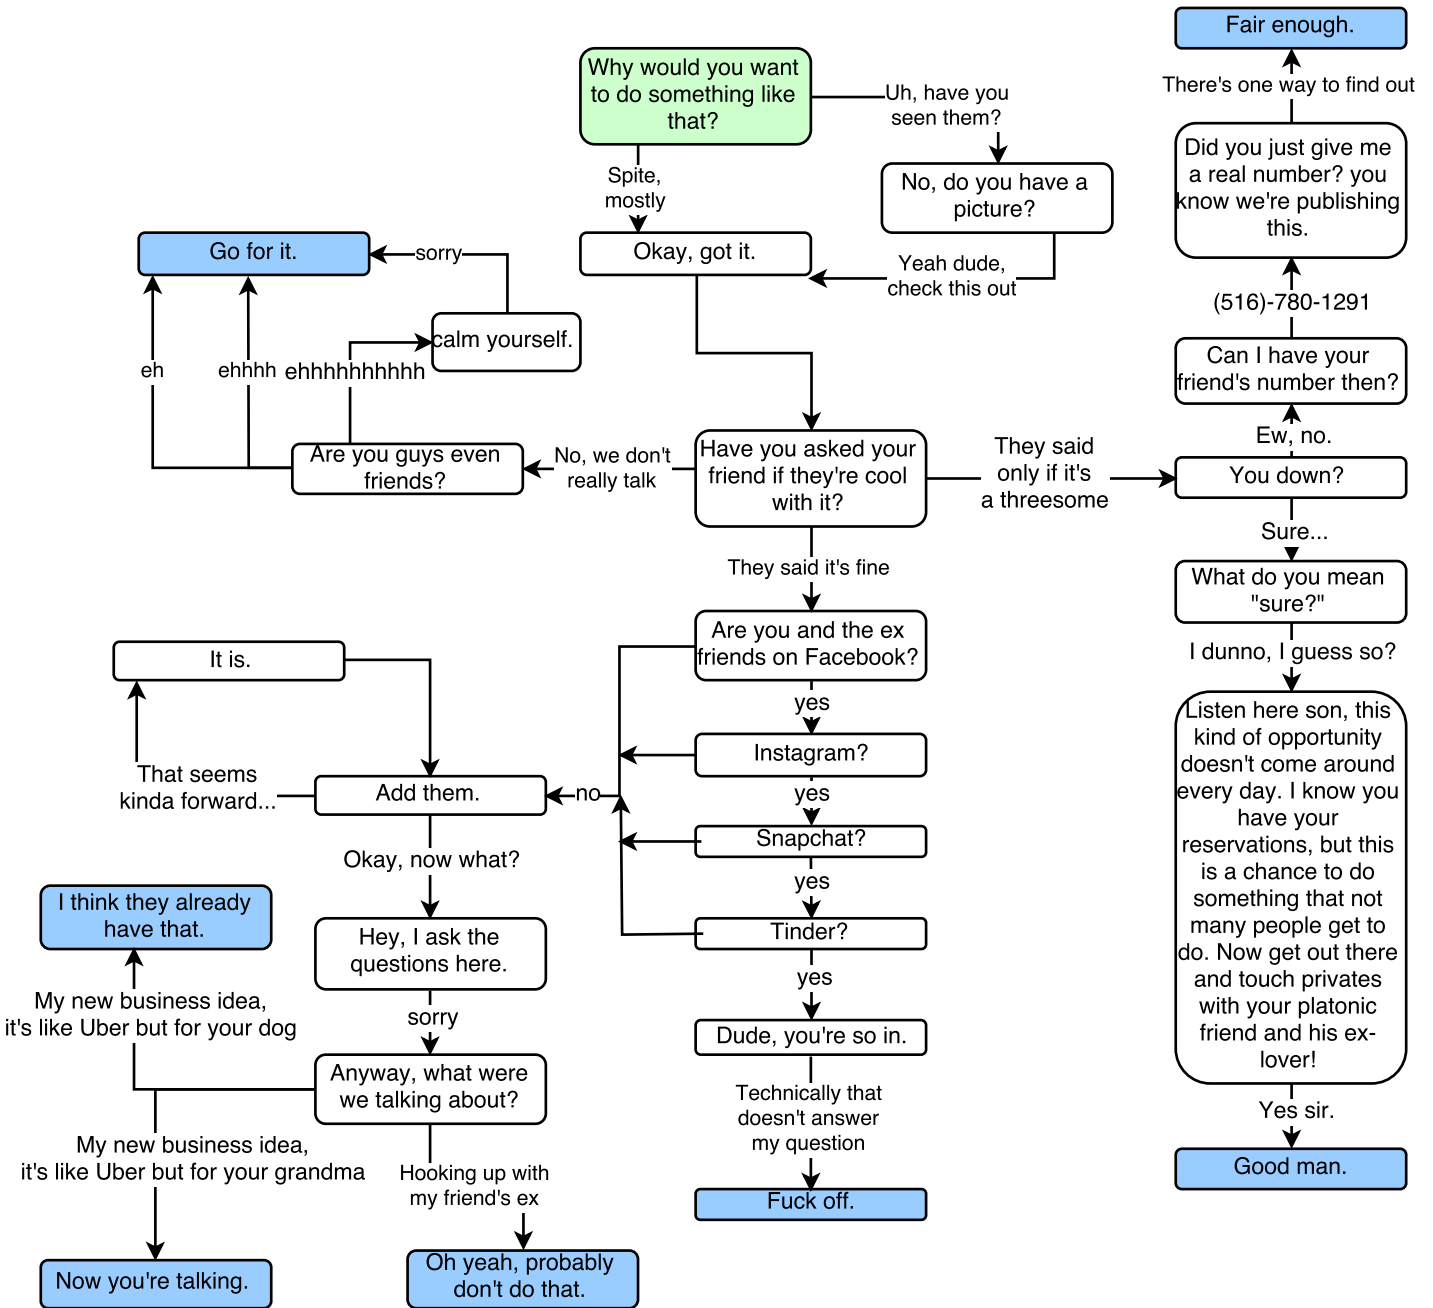 Fair enough.
There's one way to find out
Did you just give me
a real number? you
know we're publishing
this.
(516)-780-1291
Can I have your
friend's number then?
Ew, no.
You down?
Sure...
What do you mean
"sure?"
I dunno, I guess so?
Listen here son, this
kind of opportunity
doesn't come around
every day. I know you
have your
reservations, but this
is a chance to do
something that not
many people get to
do. Now get out there
and touch privates
with your platonic
friend and his ex-
lover!
Yes sir.
Good man.
Why would you want
to do something like
that?
Uh, have you
seen them?
No, do you have a
picture?
Yeah dude,
check this out
Spite,
mostly
Okay, got it.
Have you asked your
friend if they're cool
with it?
They said
only if it's
a threesome
No, we don't
really talk
Are you guys even
friends?
eh
ehhhh
ehhhhhhhhhhh
calm yourself.
sorry
Go for it.
They said it's fine
Are you and the ex
friends on Facebook?
yes
Instagram?
yes
Snapchat?
yes
Tinder?
yes
Dude, you're so in.
Technically that
doesn't answer
my question
Fuck off.
no
Add them.
That seems
kinda forward...
It is.
Okay, now what?
Hey, I ask the
questions here.
sorry
Anyway, what were
we talking about?
My new business idea,
it's like Uber but for your dog
I think they already
have that.
My new business idea,
it's like Uber but for your grandma
Now you're talking.
Hooking up with
my friend's ex
Oh yeah, probably
don't do that.